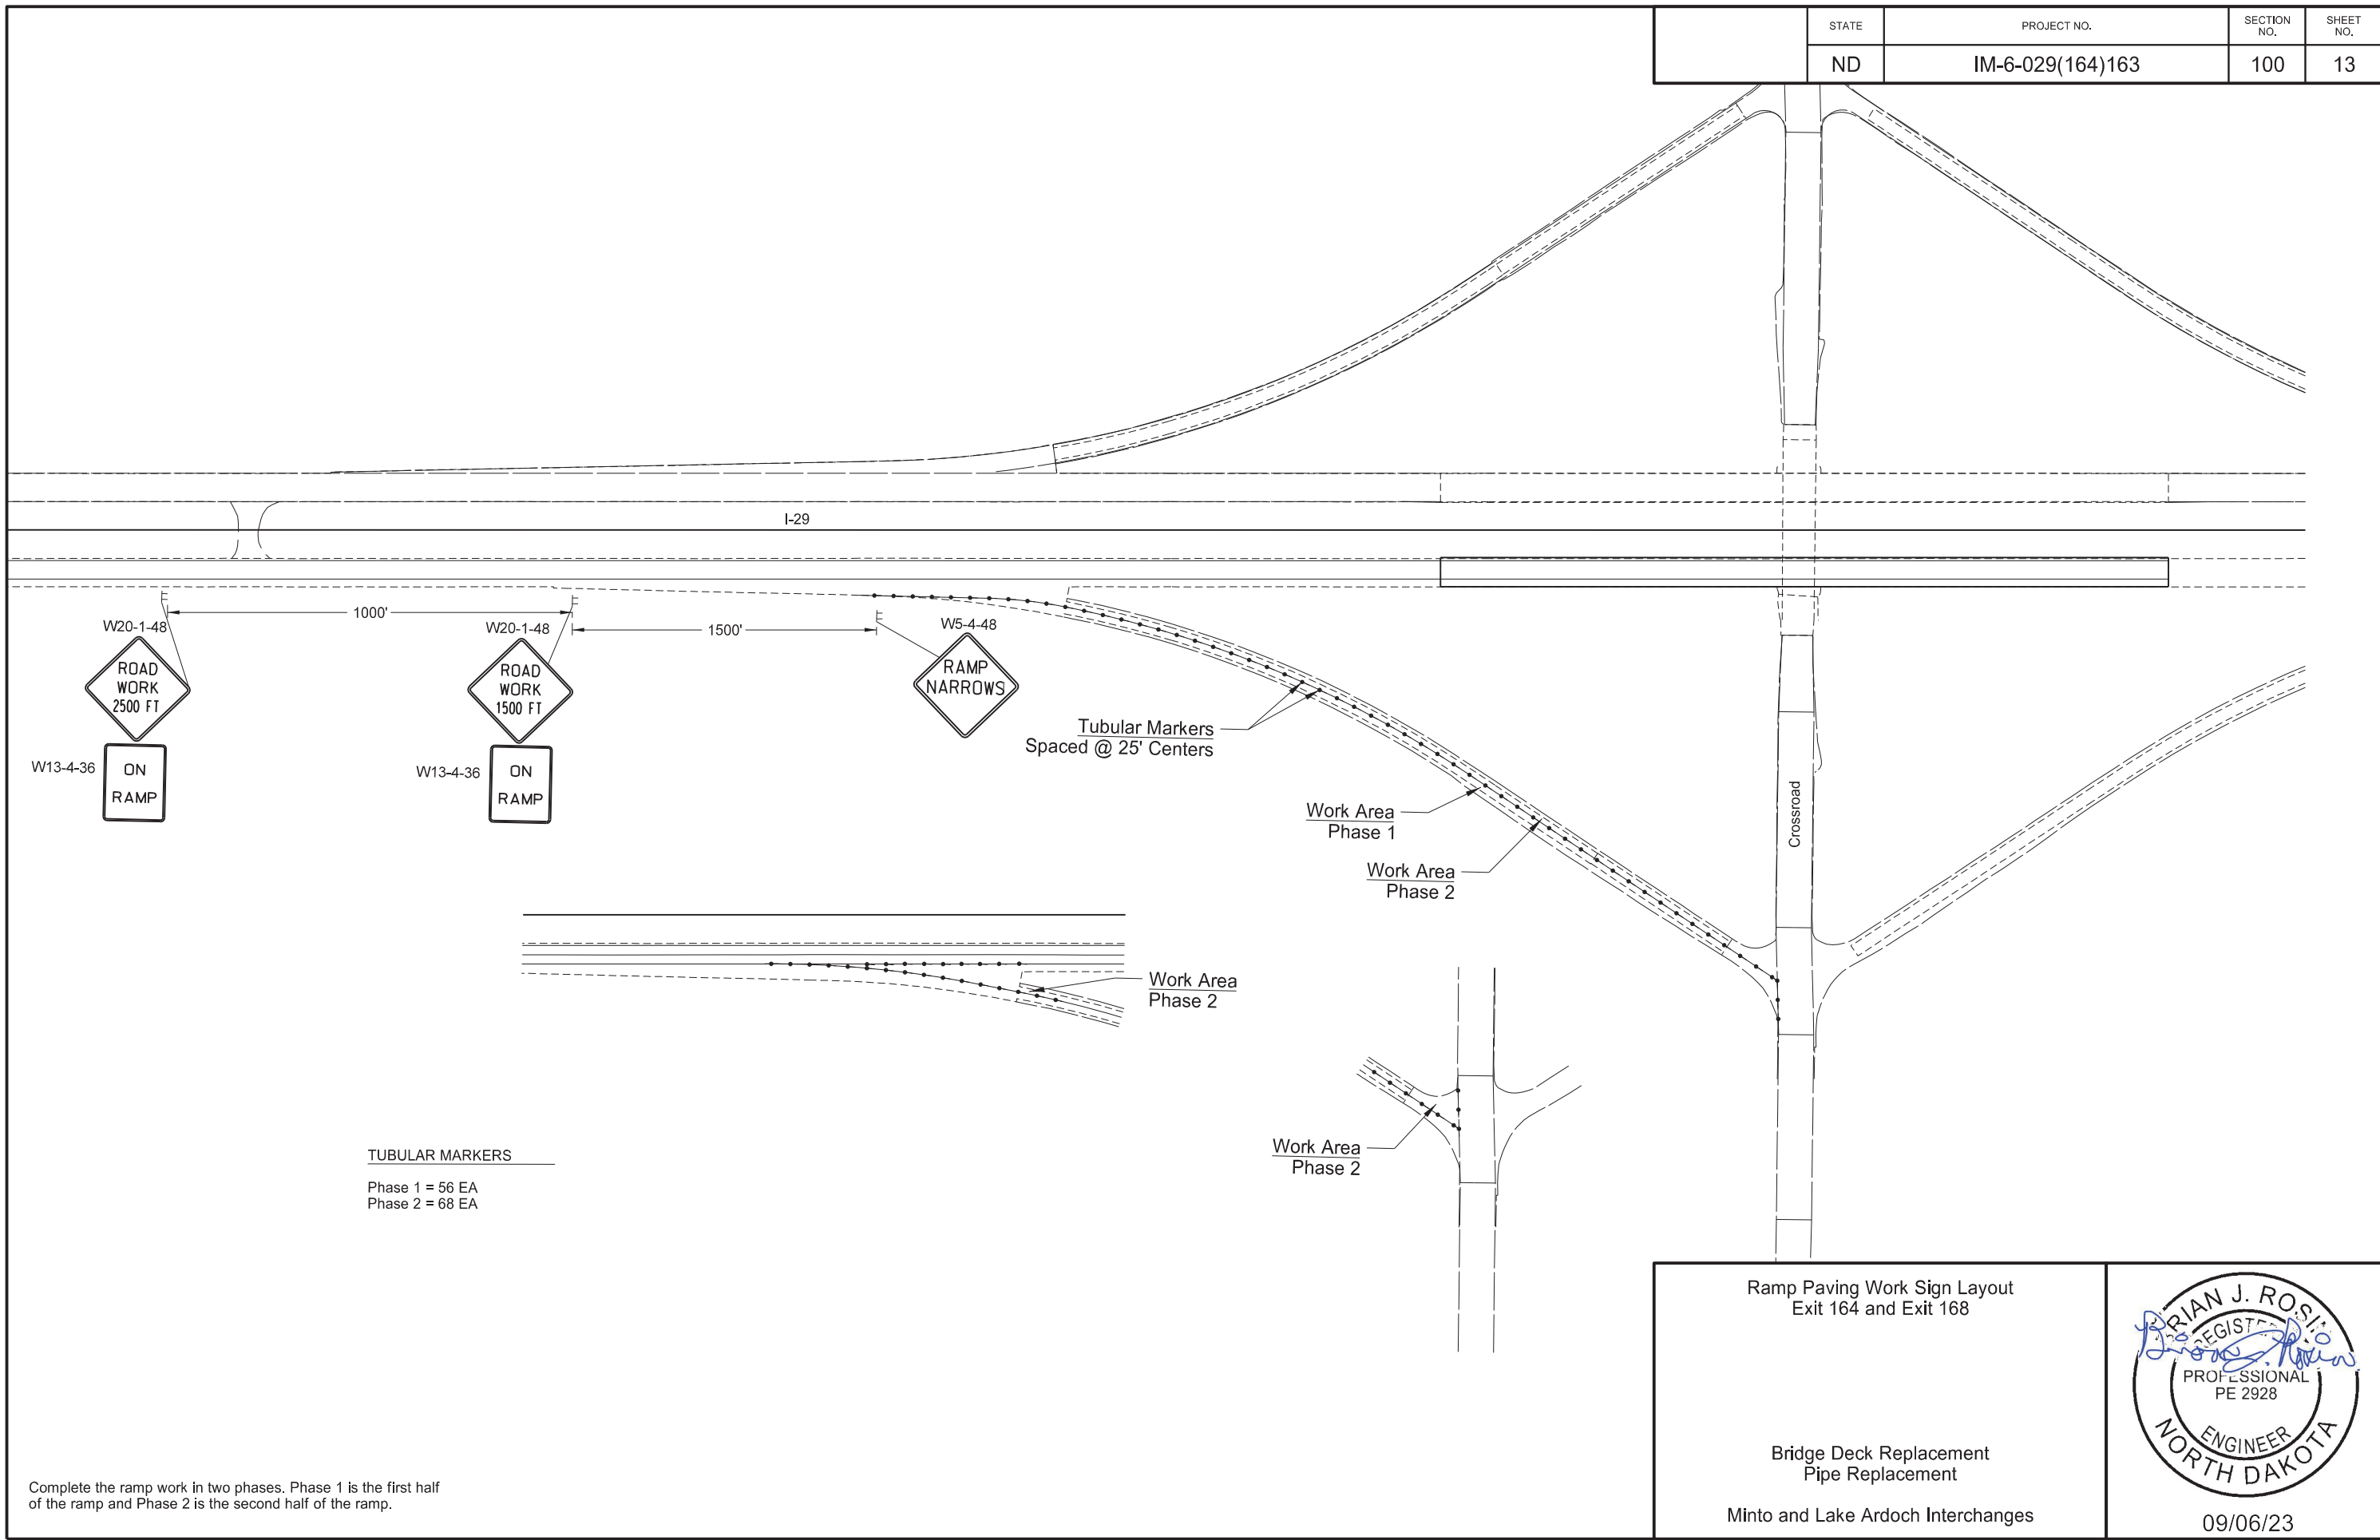 STATE
PROJECT NO.
SECTION
NO.
SHEET
NO.
ND
IM-6-029(164)163
100
13
I-29
1000'
1500'
W20-1-48
ROAD
WORK
2500 FT
W13-4-36
ON
RAMP
W20-1-48
ROAD
WORK
1500 FT
W13-4-36
ON
RAMP
W5-4-48
RAMP
NARROWS
Tubular Markers
Spaced @ 25' Centers
Work Area
Phase 1
Work Area
Phase 2
Crossroad
Work Area
Phase 2
Work Area
Phase 2
TUBULAR MARKERS
Phase 1 = 56 EA
Phase 2 = 68 EA
Complete the ramp work in two phases. Phase 1 is the first half
of the ramp and Phase 2 is the second half of the ramp.
Ramp Paving Work Sign Layout
Exit 164 and Exit 168
Bridge Deck Replacement
Pipe Replacement
Minto and Lake Ardoch Interchanges
J.
PROFESSIONAL
PE 2928
ENGINEER
NORTH DAKOTA
09/06/23